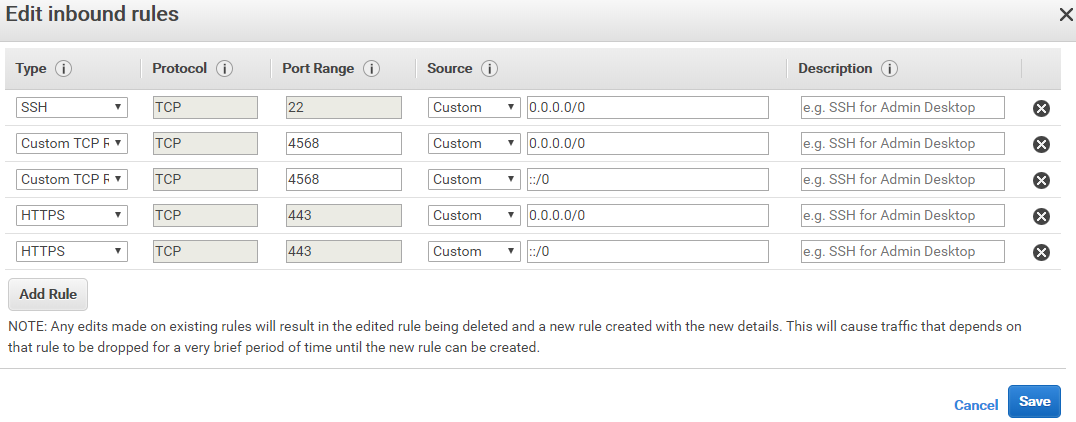 Edit inbound rules
Type Protocol Port Range Source Description
SSH TCP 22 Custom 0.0.0.0/0 e.g. SSH for Admin Desktop
Custom TCP R TCP 4568 Custom 0.0.0.0/0 e.g. SSH for Admin Desktop
Custom TCP R TCP 4568 Custom ::/0 e.g. SSH for Admin Desktop
HTTPS TCP 443 Custom 0.0.0.0/0 e.g. SSH for Admin Desktop
HTTPS TCP 443 Custom ::/0 e.g. SSH for Admin Desktop
Add Rule
NOTE: Any edits made on existing rules will result in the edited rule being deleted and a new rule created with the new details. This will cause traffic that depends on
that rule to be dropped for a very brief period of time until the new rule can be created.
Cancel Save